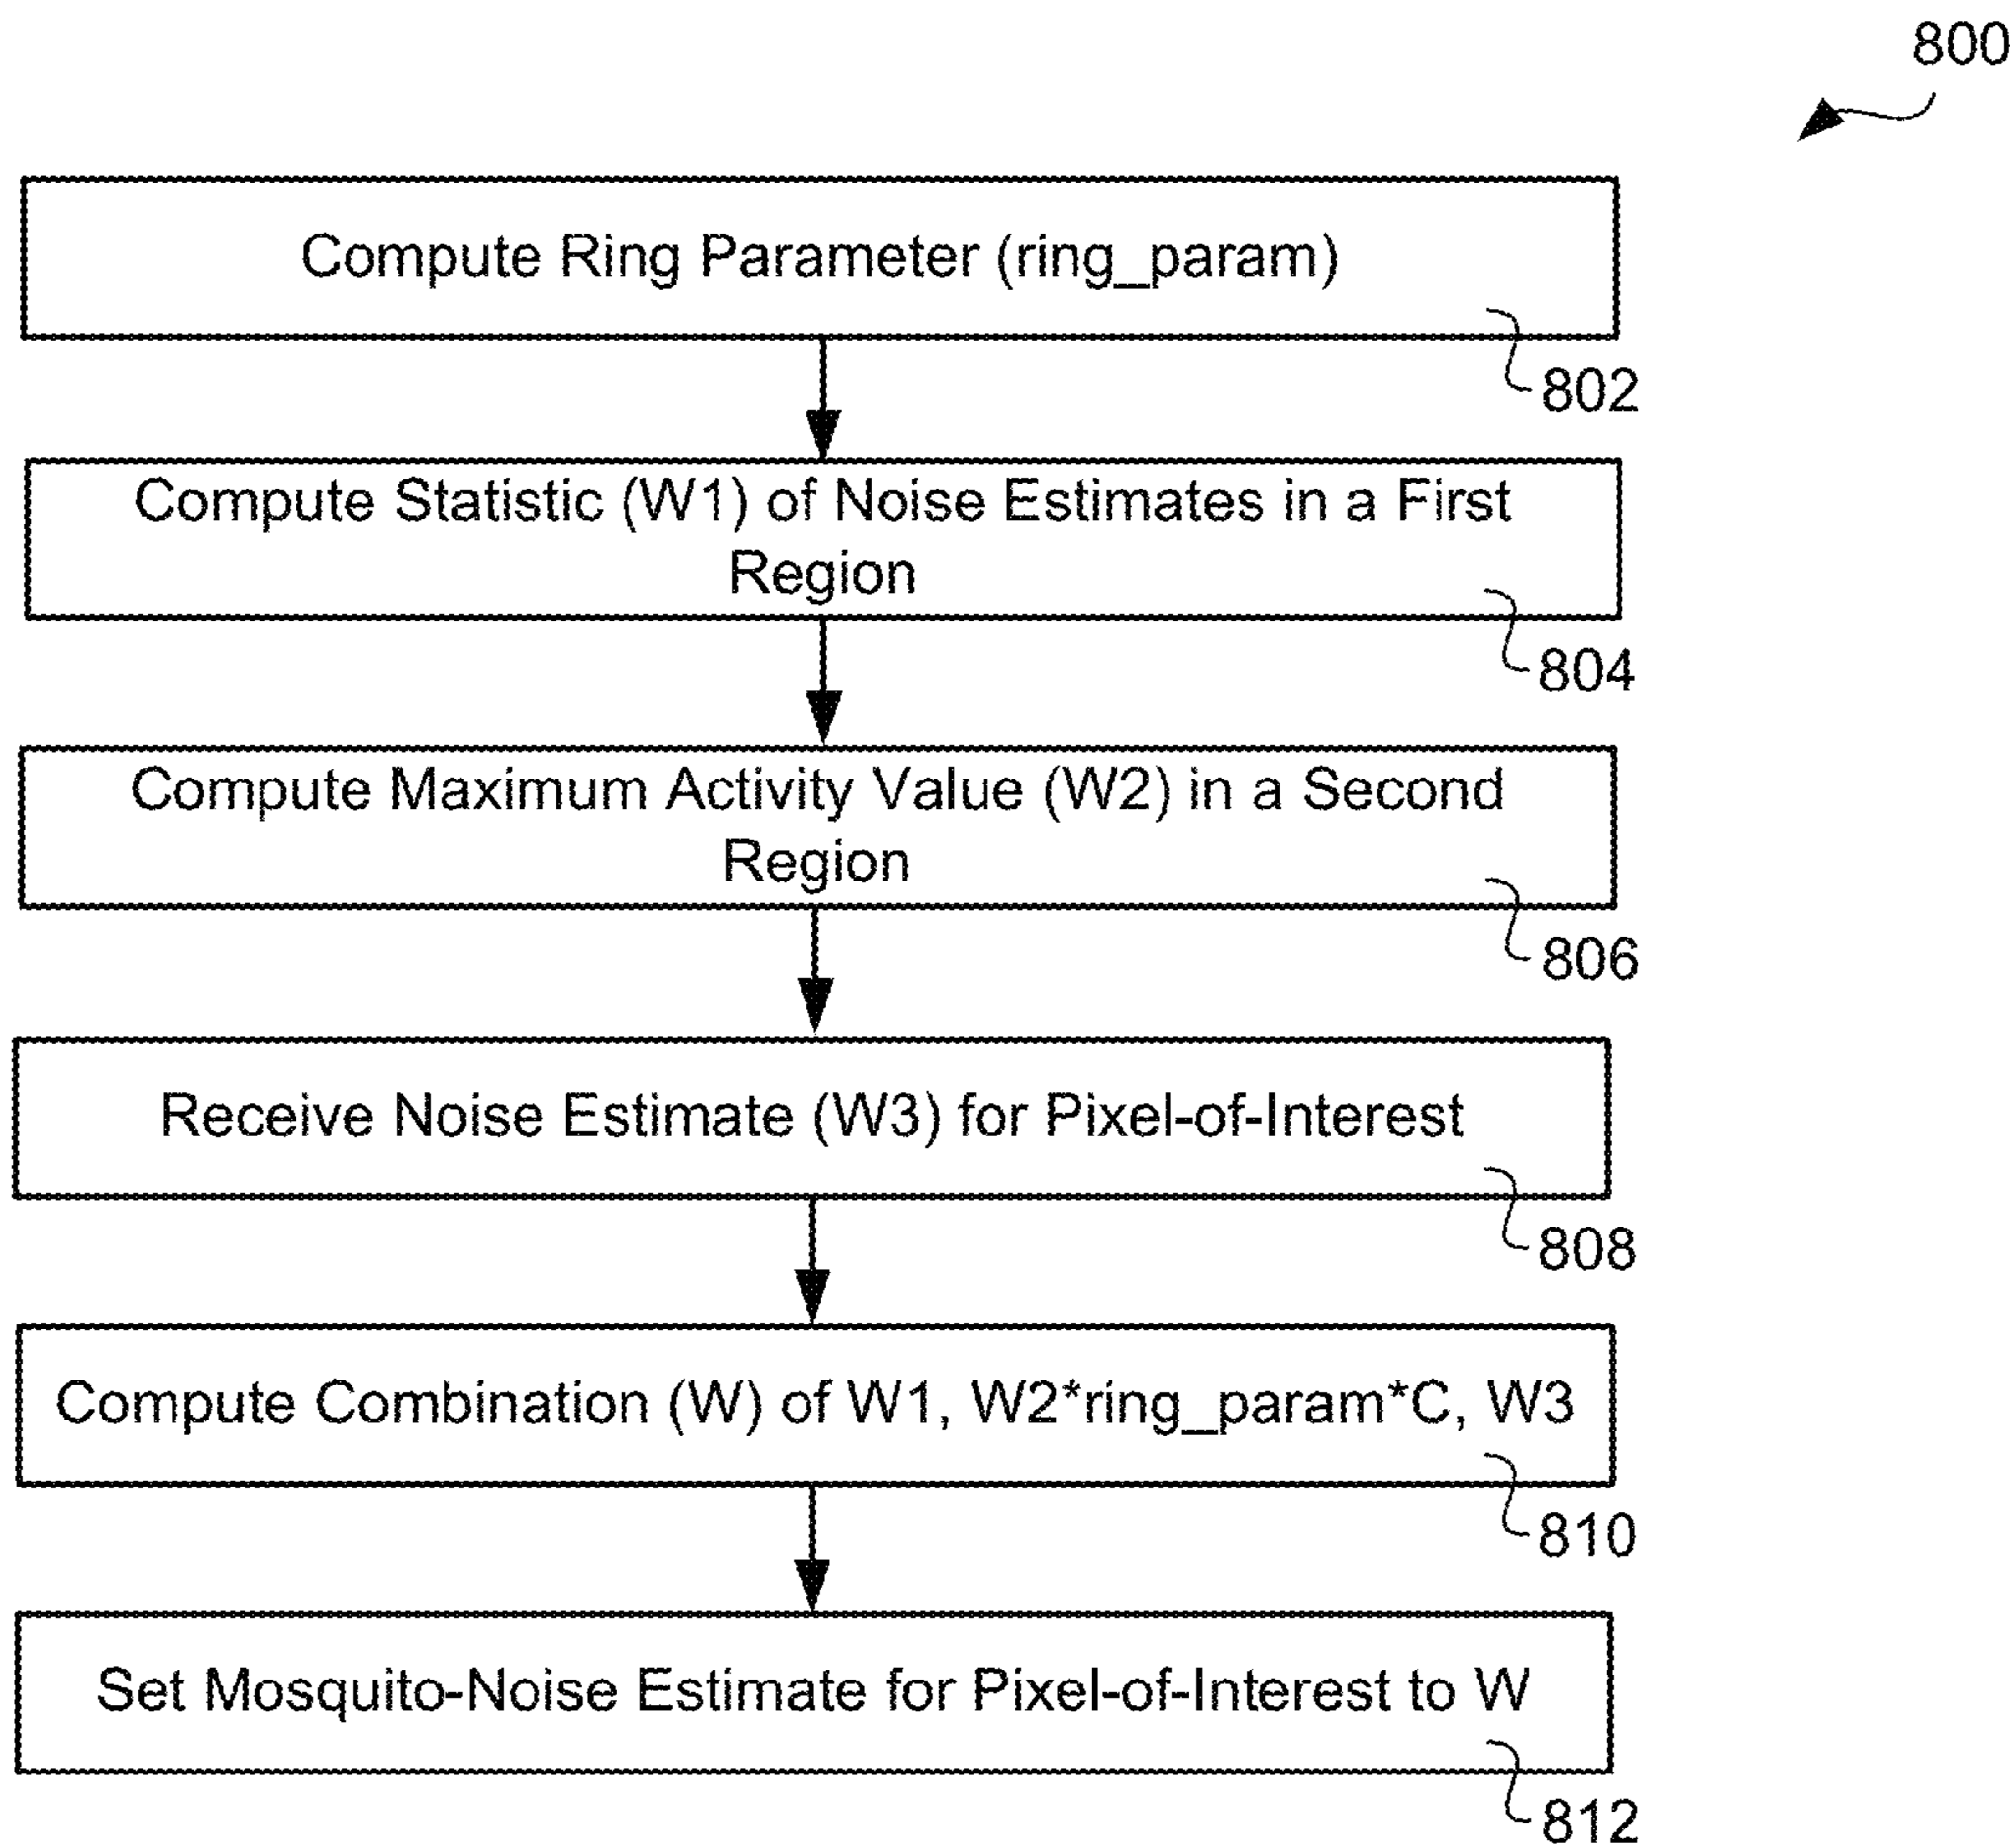 800
Compute Ring Parameter (ring_param)
802
Compute Statistic (W1) of Noise Estimates in a First
Region
804
Compute Maximum Activity Value (W2) in a Second
Region
806
Receive Noise Estimate (W3) for Pixel-of-Interest
808
Compute Combination (W) of W1, W2*ring_param*C, W3
810
Set Mosquito-Noise Estimate for Pixel-of-Interest to W
812